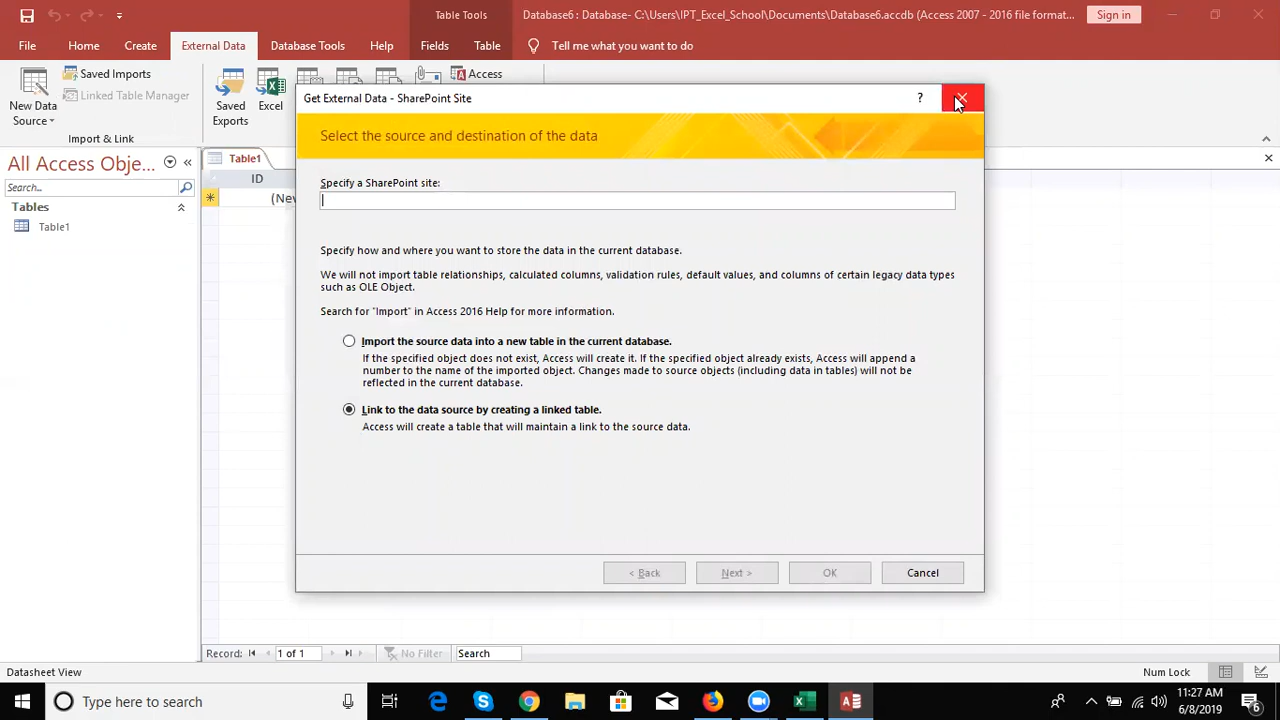 Table Tools
Database6 : Database- C:\Users\IPT_Excel_School\Documents\Database6.accdb (Access 2007 - 2016 file format...
Sign in
File Home Create External Data Database Tools Help Fields Table Tell me what you want to do
New Data
Source
Saved Imports
Linked Table Manager
Import & Link
Saved
Exports
Excel
Access
All Access Obje...
Search...
Tables
Table1
Table1
ID
(New
Get External Data - SharePoint Site
?
Select the source and destination of the data
Specify a SharePoint site:
Specify how and where you want to store the data in the current database.
We will not import table relationships, calculated columns, validation rules, default values, and columns of certain legacy data types
such as OLE Object.
Search for "Import" in Access 2016 Help for more information.
Import the source data into a new table in the current database.
If the specified object does not exist, Access will create it. If the specified object already exists, Access will append a
number to the name of the imported object. Changes made to source objects (including data in tables) will not be
reflected in the current database.
Link to the data source by creating a linked table.
Access will create a table that will maintain a link to the source data.
< Back Next > OK Cancel
Record: 1 of 1 No Filter Search
Datasheet View
Num Lock
Type here to search
11:27 AM
6/8/2019
6